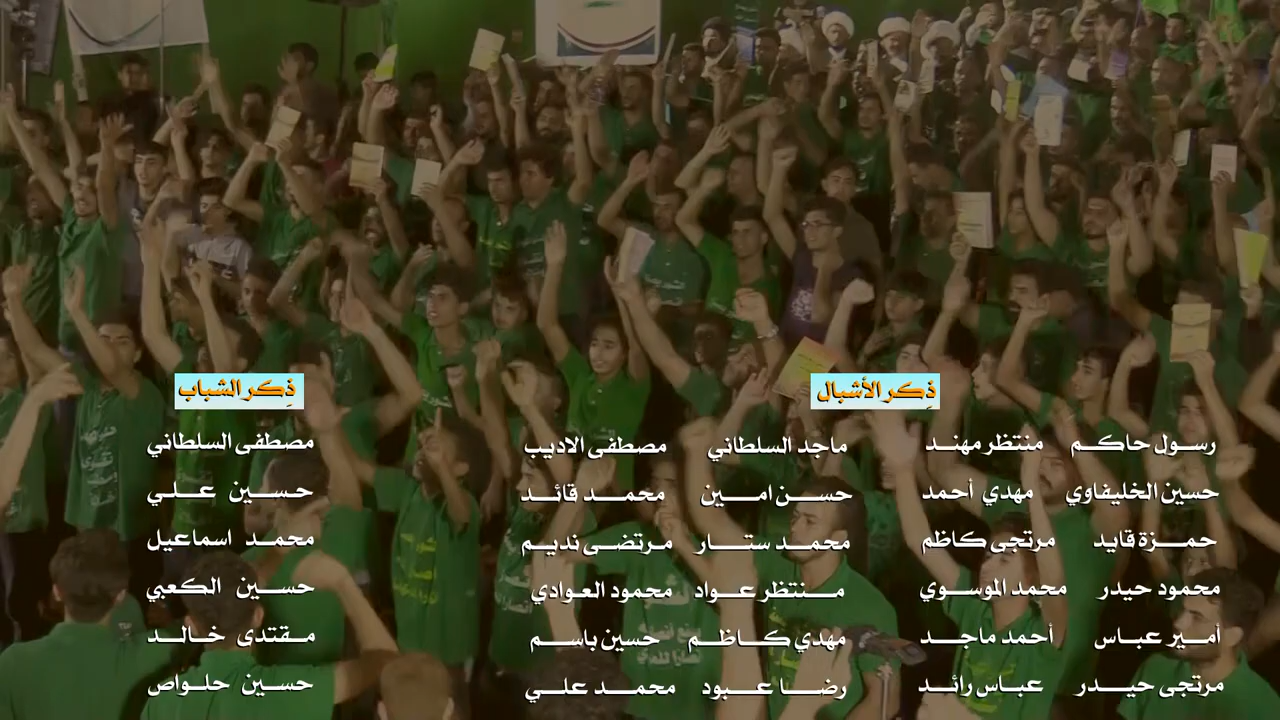 ذِكر الأشبال
رسول حاكم منتظر مهند ماجد السلطاني مصطفى الاديب
حسين الخليفاوي مهدي أحمد حسن امين محمد قائد
حمزة قايد مرتجى كاظم محمد ستار مرتضى نديم
محمود حيدر محمد الموسوي منتظر عواد محمود العوادي
أمير عباس أحمد ماجد مهدي كاظم حسين باسم
مرتجى حيدر عباس رائد رضا عبود محمد علي
ذِكر الشباب
مصطفى السلطاني
حسين علي
محمد اسماعيل
حسين الكعبي
مقتدى خالد
حسين حلواص